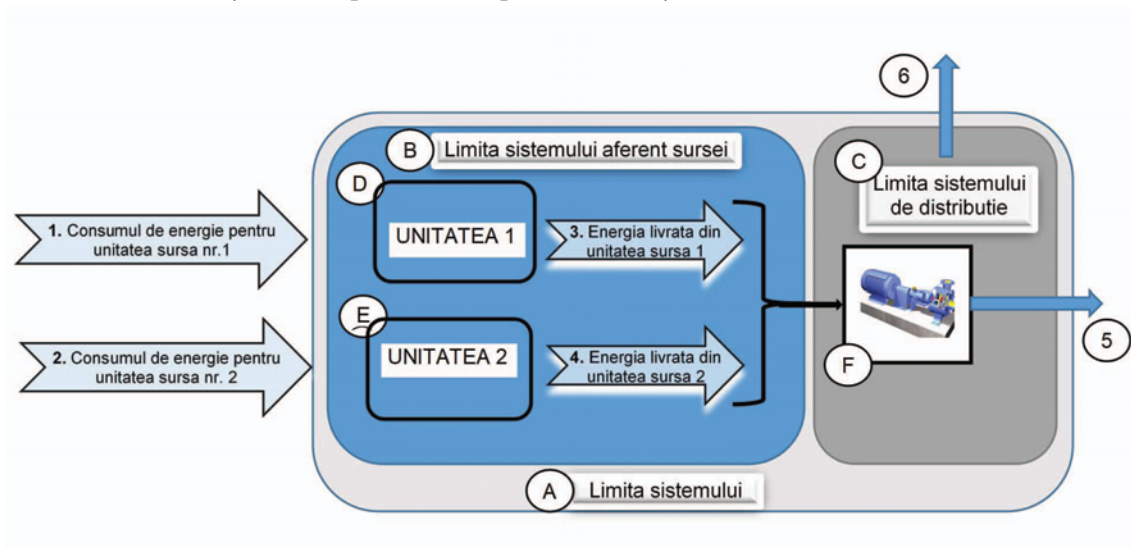 6
B
Limita sistemului aferent sursei
C
Limita sistemului
de distributie
D
UNITATEA 1
1. Consumul de energie pentru
unitatea sursa nr.1
3. Energia livrata din
unitatea sursa 1
E
UNITATEA 2
2. Consumul de energie pentru
unitatea sursa nr. 2
4. Energia livrata din
unitatea sursa 2
F
5
A
Limita sistemului